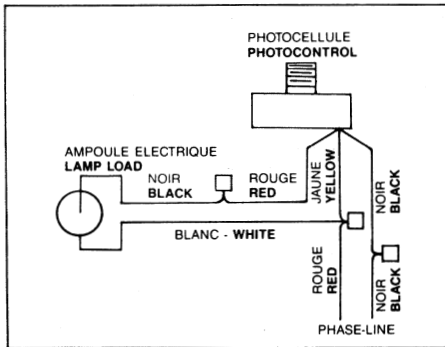 PHOTOCELLULE
PHOTOCONTROL
AMPOULE ELECTRIQUE
LAMP LOAD
NOIR
BLACK
ROUGE
RED
JAUNE
YELLOW
NOIR
BLACK
BLANC - WHITE
ROUGE
RED
NOIR
BLACK
PHASE-LINE